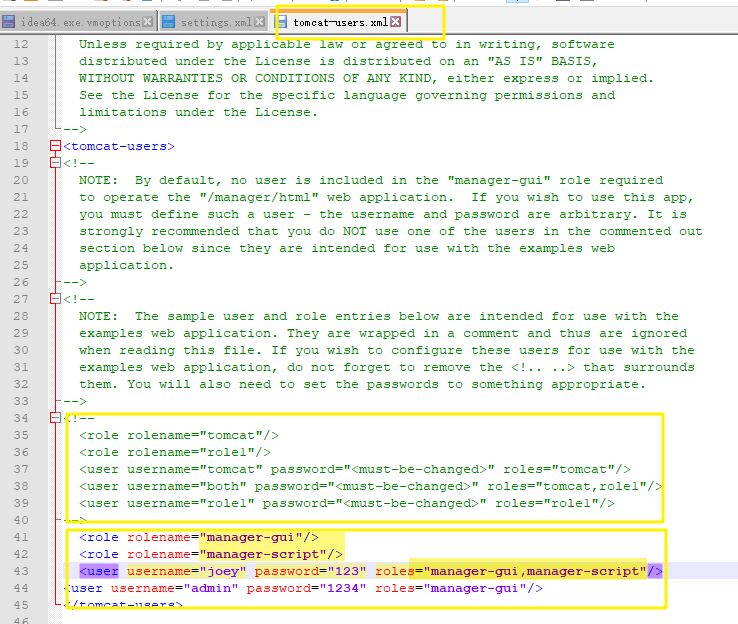 idea64.exe.vmoptions settings.xml tomcat-users.xml
12 Unless required by applicable law or agreed to in writing, software
13 distributed under the License is distributed on an "AS IS" BASIS,
14 WITHOUT WARRANTIES OR CONDITIONS OF ANY KIND, either express or implied.
15 See the License for the specific language governing permissions and
16 limitations under the License.
17 -->
18 <tomcat-users>
19 <!--
20 NOTE:  By default, no user is included in the "manager-gui" role required
21 to operate the "/manager/html" web application.  If you wish to use this app,
22 you must define such a user - the username and password are arbitrary. It is
23 strongly recommended that you do NOT use one of the users in the commented out
24 section below since they are intended for use with the examples web
25 application.
26 -->
27 <!--
28 NOTE:  The sample user and role entries below are intended for use with the
29 examples web application. They are wrapped in a comment and thus are ignored
30 when reading this file. If you wish to configure these users for use with the
31 examples web application, do not forget to remove the <!.. ..> that surrounds
32 them. You will also need to set the passwords to something appropriate.
33 -->
34 <!--
35 <role rolename="tomcat"/>
36 <role rolename="role1"/>
37 <user username="tomcat" password="<must-be-changed>" roles="tomcat"/>
38 <user username="both" password="<must-be-changed>" roles="tomcat,role1"/>
39 <user username="role1" password="<must-be-changed>" roles="role1"/>
40 -->
41 <role rolename="manager-gui"/>
42 <role rolename="manager-script"/>
43 <user username="joey" password="123" roles="manager-gui,manager-script"/>
44 <user username="admin" password="1234" roles="manager-gui"/>
45 </tomcat-users>
46